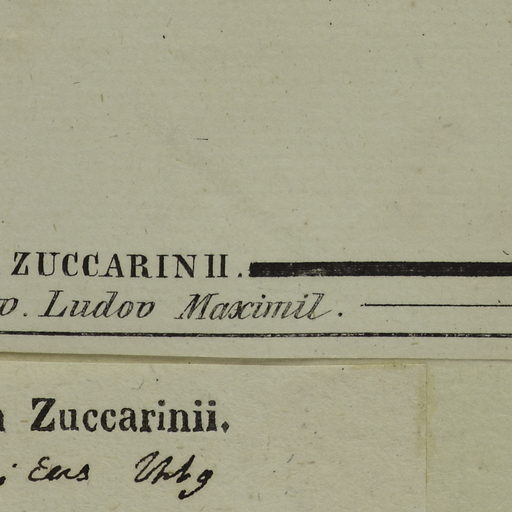 ZUCCARINII.
v. Ludov Maximil.
Zuccarinii.